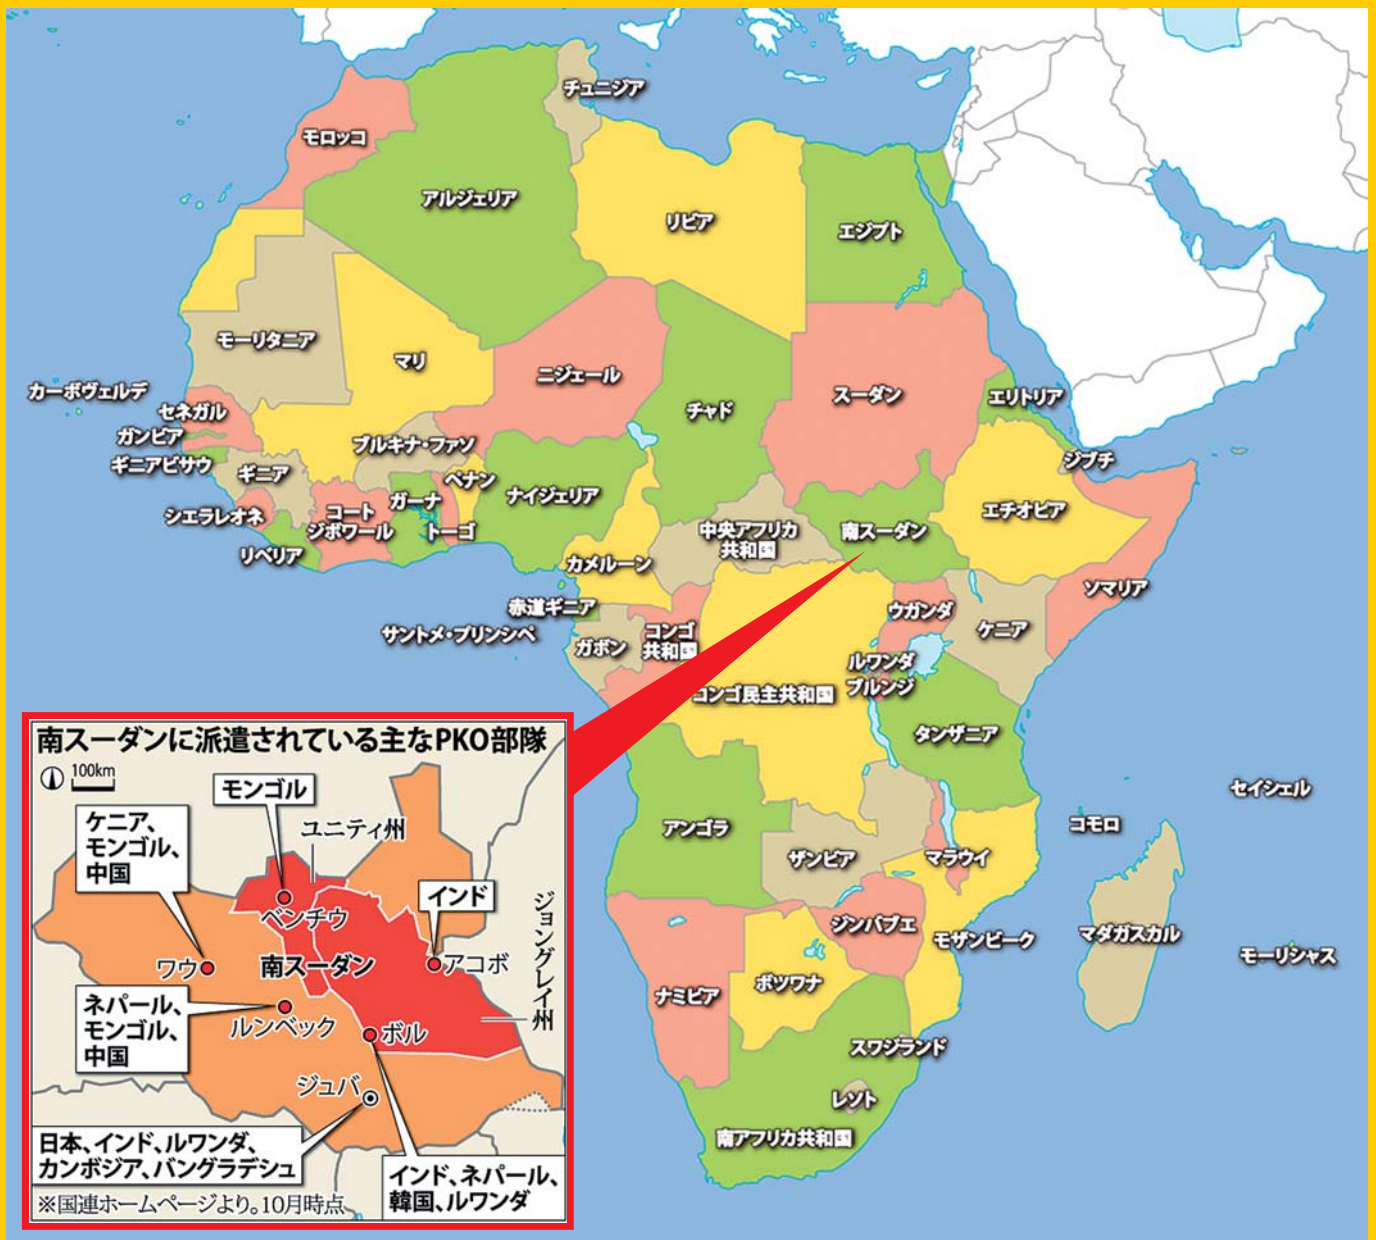 チュニジア
モロッコ
アルジェリア
リビア
エジプト
モーリタニア
マリ
ニジェール
チャド
スーダン
エリトリア
カーボヴェルデ
セネガル
ガンビア
ギニアビサウ
ギニア
ブルキナ・ファソ
ベナン
ガーナ
ナイジェリア
ジブチ
シエラレオネ
コート
ジボワール
トーゴ
リベリア
中央アフリカ
共和国
南スーダン
エチオピア
カメルーン
ソマリア
赤道ギニア
サントメ・プリンシペ
ガボン
コンゴ
共和国
ウガンダ
ケニア
ルワンダ
ブルンジ
コンゴ民主共和国
タンザニア
セイシェル
コモロ
アンゴラ
ザンビア
マラウイ
ジンバブエ
モザンビーク
マダガスカル
モーリシャス
ナミビア
ボツワナ
スワジランド
レソト
南アフリカ共和国
南スーダンに派遣されている主なPKO部隊
100km
モンゴル
ユニティ州
ケニア、
モンゴル、
中国
インド
ベンチウ
ジョングレイ州
ワウ
南スーダン
アコボ
ネパール、
モンゴル、
中国
ルンベック
ボル
ジュバ
日本、インド、ルワンダ、
カンボジア、バングラデシュ
インド、ネパール、
韓国、ルワンダ
※国連ホームページより。10月時点